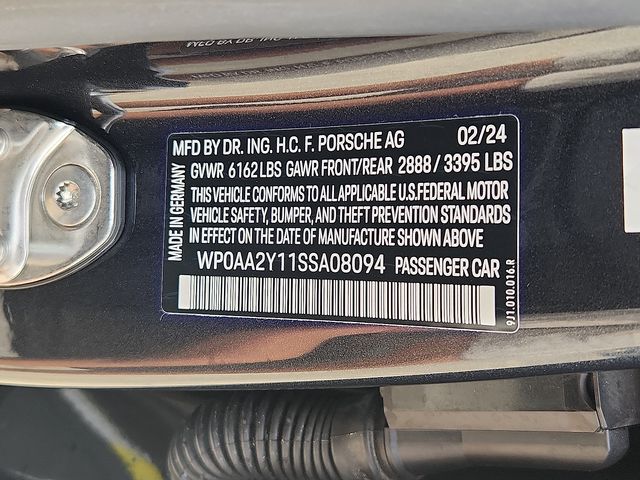 MFD BY DR. ING. H.C. F. PORSCHE AG 02/24
GVWR 6162 LBS GAWR FRONT/REAR 2888 / 3395 LBS
THIS VEHICLE CONFORMS TO ALL APPLICABLE U.S.FEDERAL MOTOR
VEHICLE SAFETY, BUMPER, AND THEFT PREVENTION STANDARDS
IN EFFECT ON THE DATE OF MANUFACTURE SHOWN ABOVE
WP0AA2Y11SSA08094 PASSENGER CAR
MADE IN GERMANY
9J1.010.016.R